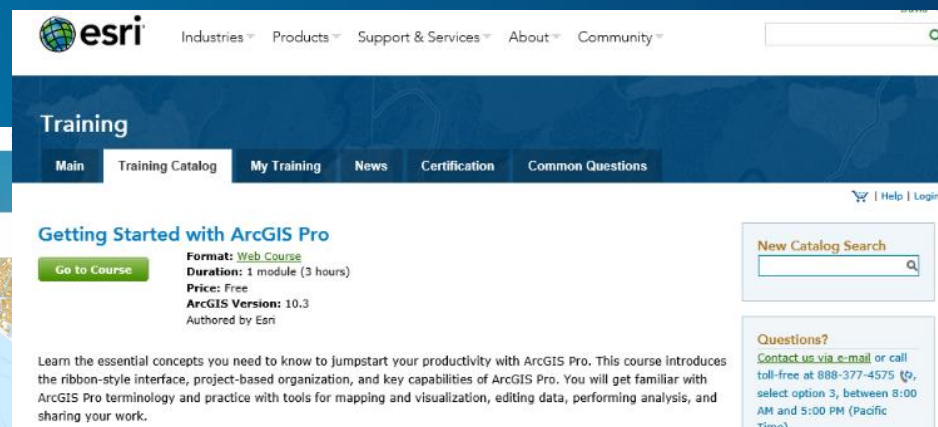 esri
Industries Products Support & Services About Community
Training
Main Training Catalog My Training News Certification Common Questions
| Help | Login
Getting Started with ArcGIS Pro
Go to Course
Format: Web Course
Duration: 1 module (3 hours)
Price: Free
ArcGIS Version: 10.3
Authored by Esri
Learn the essential concepts you need to know to jumpstart your productivity with ArcGIS Pro. This course introduces
the ribbon-style interface, project-based organization, and key capabilities of ArcGIS Pro. You will get familiar with
ArcGIS Pro terminology and practice with tools for mapping and visualization, editing data, performing analysis, and
sharing your work.
New Catalog Search
Questions?
Contact us via e-mail or call
toll-free at 888-377-4575 ,
select option 3, between 8:00
AM and 5:00 PM (Pacific
Time)